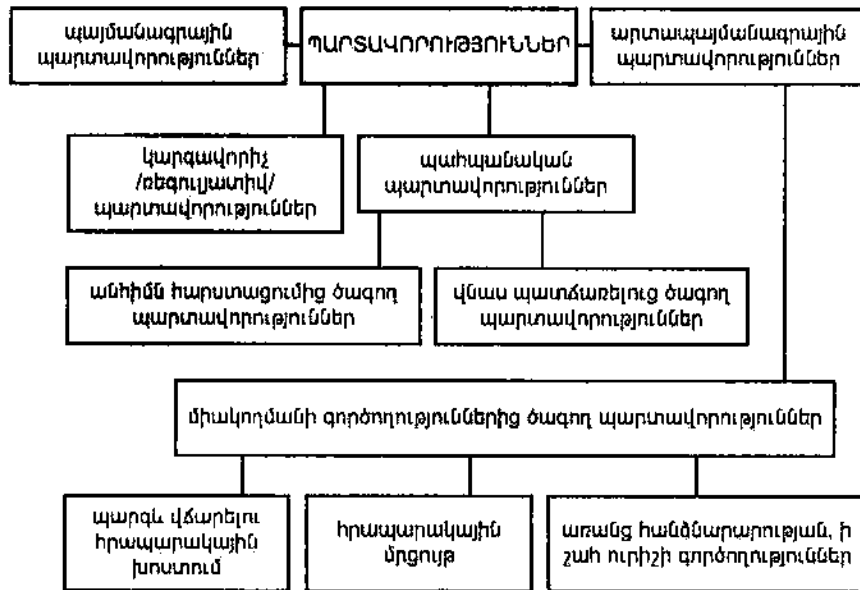 պայմանագրային
պարտավորություններ
ՊԱՐՏԱՎՈՐՈՒԹՅՈՒՆՆԵՐ
արտապայմանագրային
պարտավորություններ
կարգավորիչ
/ռեգուլյատիվ/
պարտավորություններ
պահպանական
պարտավորություններ
անհիմն հարստացումից ծագող
պարտավորություններ
վնաս պատճառելուց ծագող
պարտավորություններ
միակողմանի գործողություններից ծագող պարտավորություններ
պարգև վճարելու
հրապարակային
խոստում
հրապարակային
մրցույթ
առանց հանձնարարության, ի
շահ ուրիշի գործողություններ